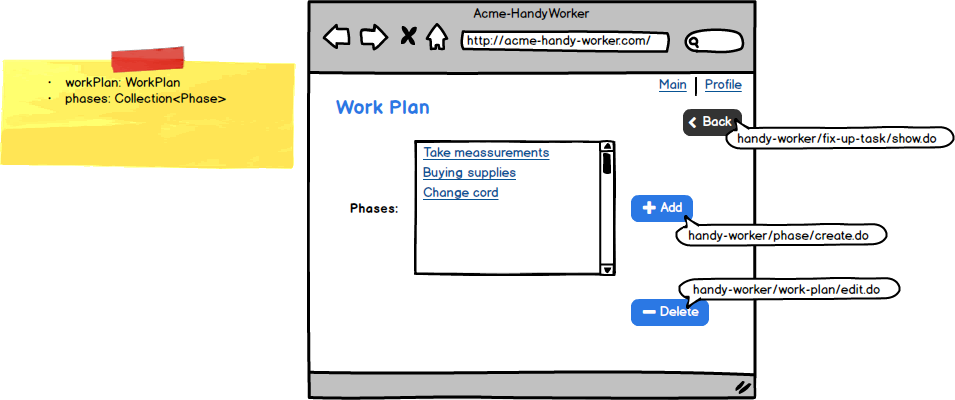 Acme-HandyWorker
http://acme-handy-worker.com/
· workPlan: WorkPlan
· phases: Collection<Phase>
Main | Profile
Work Plan
Back
handy-worker/fix-up-task/show.do
Take meassurements
Buying supplies
Change cord
Phases:
Add
handy-worker/phase/create.do
handy-worker/work-plan/edit.do
Delete